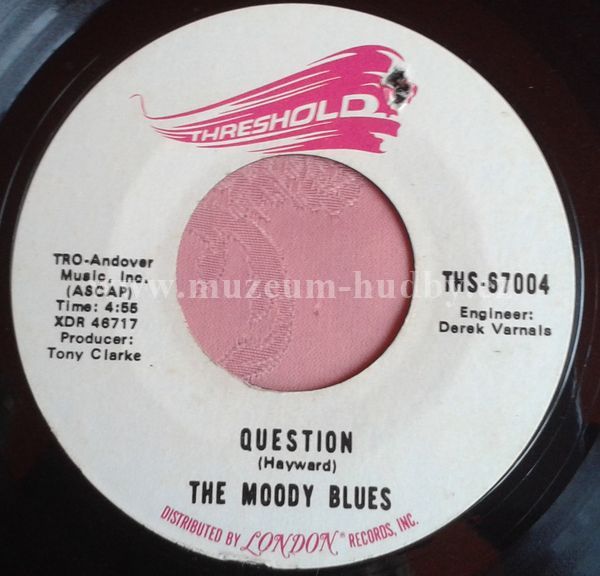 THRESHOLD
TRO-Andover
Music, Inc.
(ASCAP)
Time: 4:55
XDR 46717
Producer:
Tony Clarke
THS-67004
Engineer:
Derek Varnals
www.muzeum-hudby.cz
QUESTION
(Hayward)
THE MOODY BLUES
DISTRIBUTED BY LONDON® RECORDS, INC.